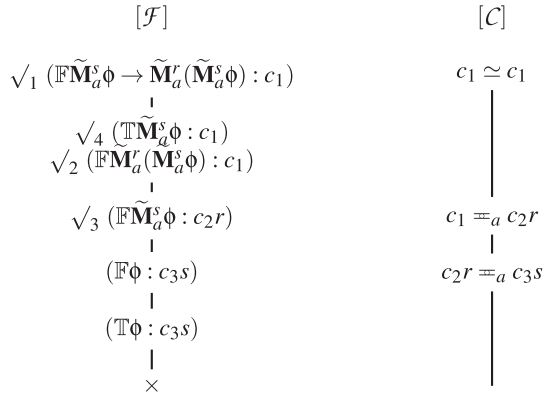 [ℱ] [𝒞]
√₁ (𝔽M̃ₐˢϕ → M̃ₐʳ(M̃ₐˢϕ) : c₁) c₁ ≃ c₁
√₄ (𝕋M̃ₐˢϕ : c₁)
√₂ (𝔽M̃ₐʳ(M̃ₐˢϕ) : c₁)
√₃ (𝔽M̃ₐˢϕ : c₂r) c₁ ≖ₐ c₂r
(𝔽ϕ : c₃s) c₂r ≖ₐ c₃s
(𝕋ϕ : c₃s)
×